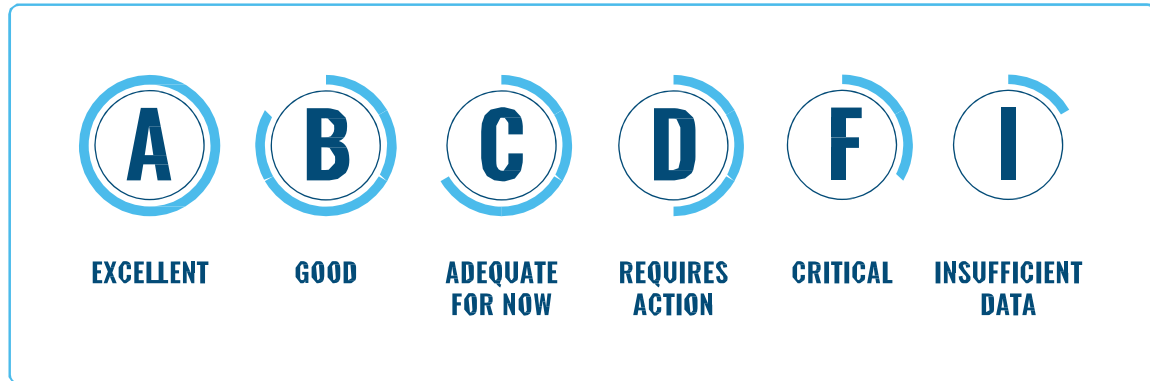 A B C D F I
EXCELLENT GOOD ADEQUATE REQUIRES CRITICAL INSUFFICIENT
FOR NOW ACTION DATA